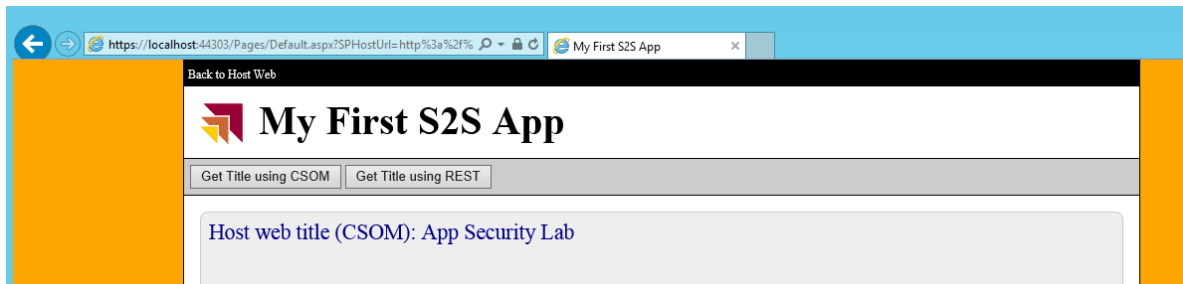 https://localhost:44303/Pages/Default.aspx?SPHostUrl=http%3a%2f%
My First S2S App
Back to Host Web
My First S2S App
Get Title using CSOM Get Title using REST
Host web title (CSOM): App Security Lab